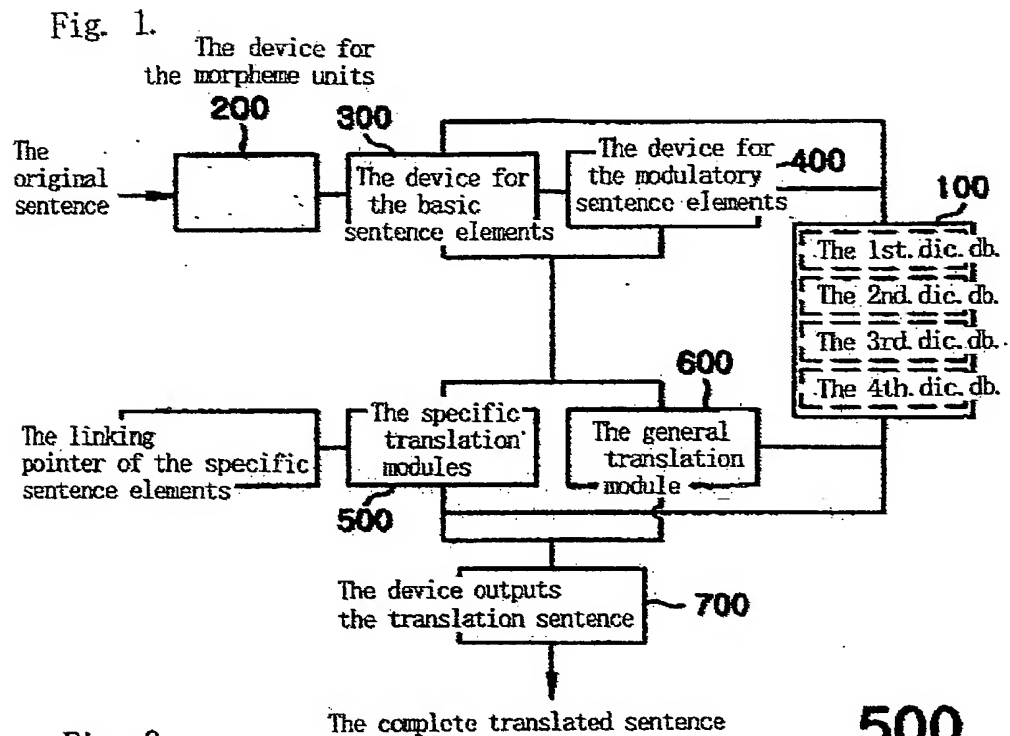 Fig. 1.
The device for
the morpheme units
200
300
The
original
sentence
The device for
the basic
sentence elements
The device for
the modulatory
sentence elements
400
100
The 1st. dic. db.
The 2nd. dic. db.
The 3rd. dic. db.
The 4th. dic. db.
600
The linking
pointer of the specific
sentence elements
The specific
translation
modules
500
The general
translation
module
The device outputs
the translation sentence
700
The complete translated sentence
500